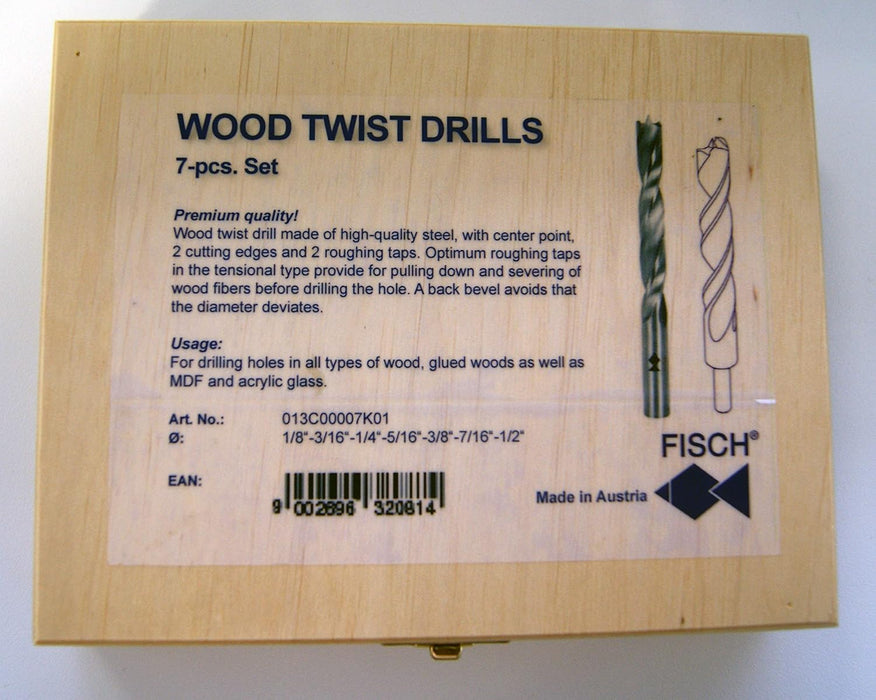 WOOD TWIST DRILLS
7-pcs. Set
Premium quality!
Wood twist drill made of high-quality steel, with center point,
2 cutting edges and 2 roughing taps. Optimum roughing taps
in the tensional type provide for pulling down and severing of
wood fibers before drilling the hole. A back bevel avoids that
the diameter deviates.
Usage:
For drilling holes in all types of wood, glued woods as well as
MDF and acrylic glass.
Art. No.: 013C00007K01
Ø: 1/8“-3/16“-1/4“-5/16“-3/8“-7/16“-1/2“
FISCH®
EAN:
Made in Austria
9 002696 320814